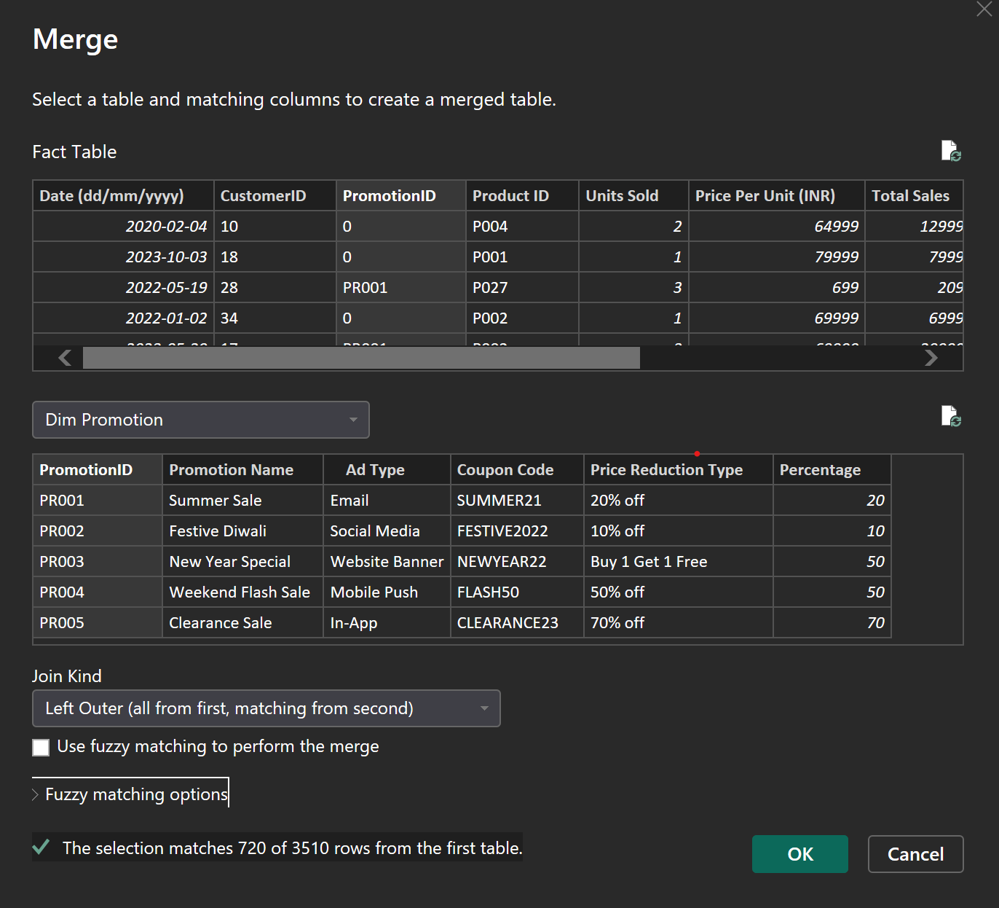 Merge
Select a table and matching columns to create a merged table.
Fact Table
Date (dd/mm/yyyy) CustomerID PromotionID Product ID Units Sold Price Per Unit (INR) Total Sales
2020-02-04 10 0 P004 2 64999 12999
2023-10-03 18 0 P001 1 79999 7999
2022-05-19 28 PR001 P027 3 699 209
2022-01-02 34 0 P002 1 69999 6999
Dim Promotion
PromotionID Promotion Name Ad Type Coupon Code Price Reduction Type Percentage
PR001 Summer Sale Email SUMMER21 20% off 20
PR002 Festive Diwali Social Media FESTIVE2022 10% off 10
PR003 New Year Special Website Banner NEWYEAR22 Buy 1 Get 1 Free 50
PR004 Weekend Flash Sale Mobile Push FLASH50 50% off 50
PR005 Clearance Sale In-App CLEARANCE23 70% off 70
Join Kind
Left Outer (all from first, matching from second)
Use fuzzy matching to perform the merge
Fuzzy matching options
The selection matches 720 of 3510 rows from the first table.
OK Cancel